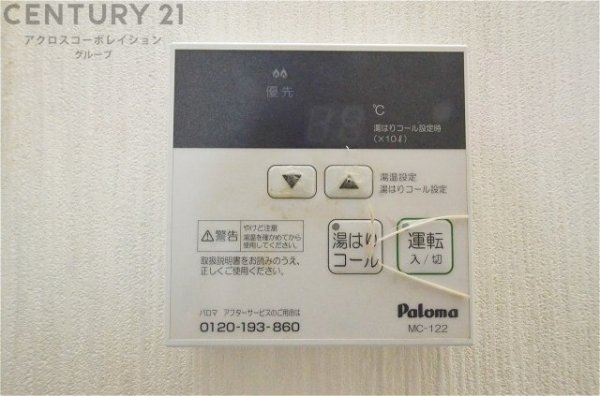 CENTURY 21
アクロスコーポレイション
グループ
優先
℃
湯はりコール設定時
(×10ℓ)
湯温設定
湯はりコール設定
警告
やけど注意
湯温を確かめてから
使用してください。
取扱説明書をお読みのうえ、
正しくご使用ください。
湯はり
コール
運転
入/切
パロマ アフターサービスのご用命は
0120-193-860
Paloma
MC-122